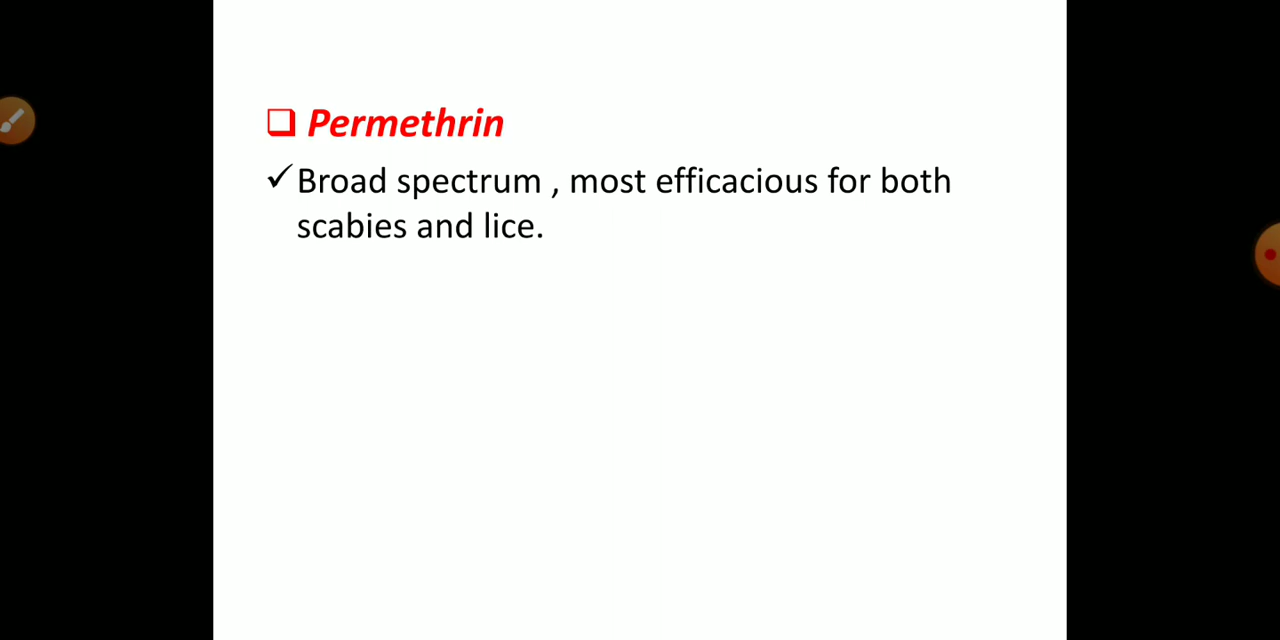 ❑ Permethrin
✓Broad spectrum , most efficacious for both
scabies and lice.